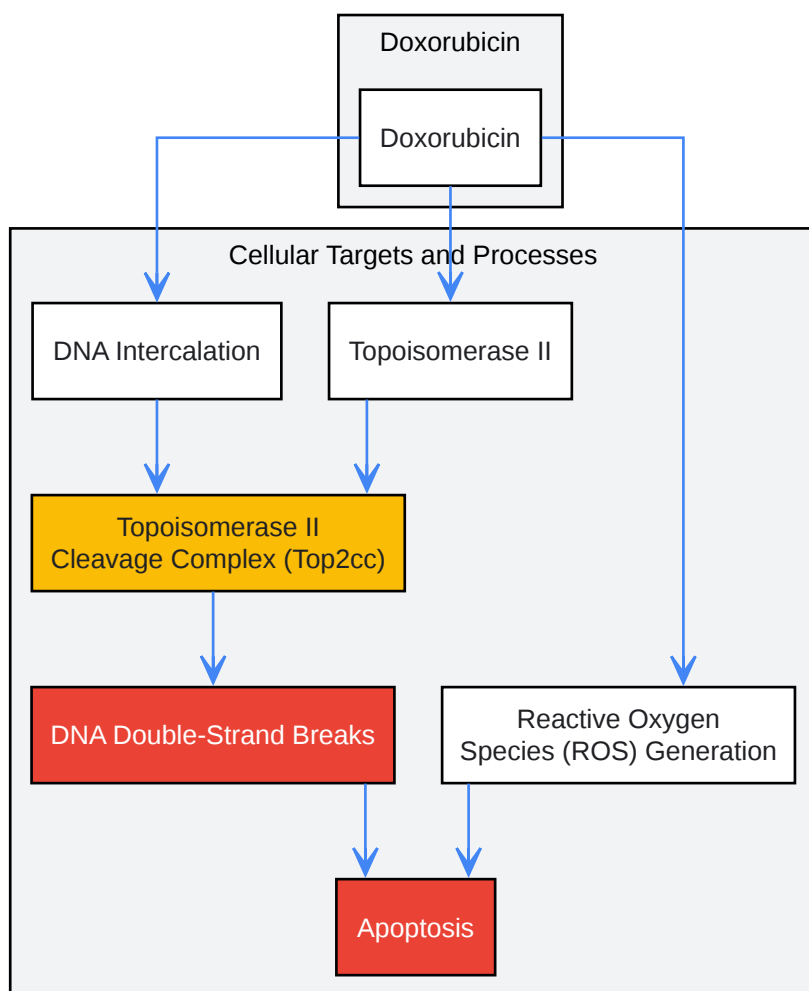 Doxorubicin
Doxorubicin
Cellular Targets and Processes
DNA Intercalation
Topoisomerase II
Topoisomerase II
Cleavage Complex (Top2cc)
DNA Double-Strand Breaks
Reactive Oxygen
Species (ROS) Generation
Apoptosis